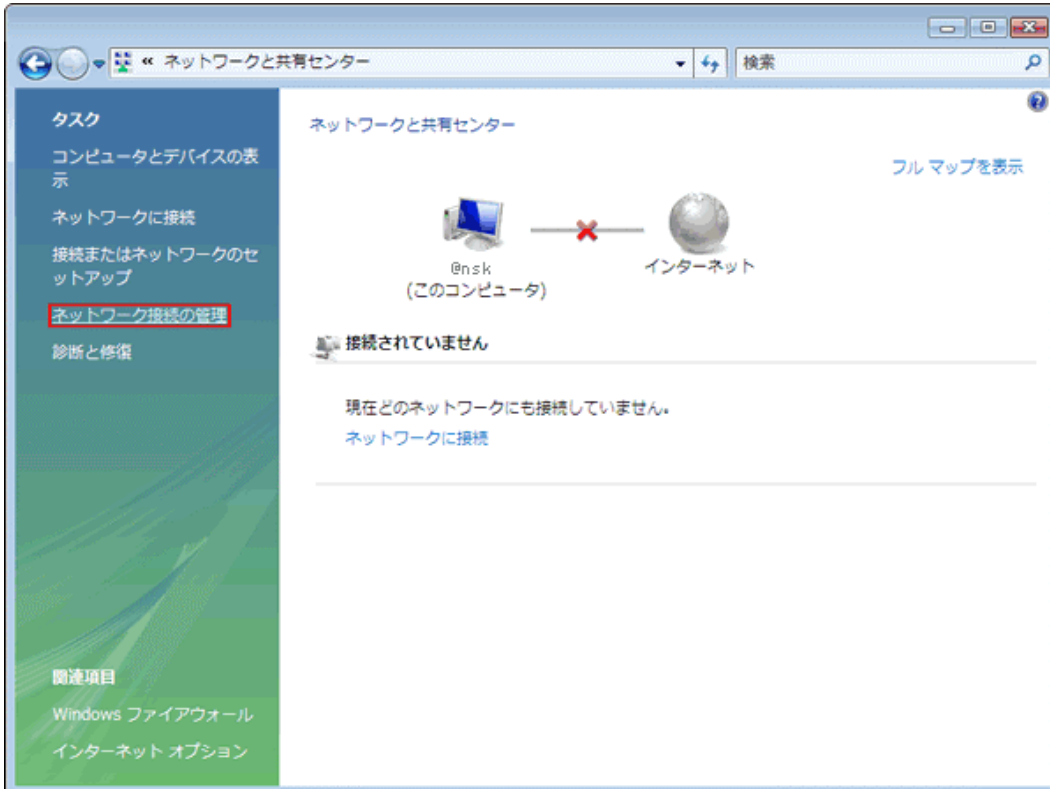 « ネットワークと共有センター
検索
タスク
コンピュータとデバイスの表
示
ネットワークに接続
接続またはネットワークのセ
ットアップ
ネットワーク接続の管理
診断と修復
関連項目
Windows ファイアウォール
インターネット オプション
ネットワークと共有センター
フル マップを表示
@nsk
(このコンピュータ)
インターネット
接続されていません
現在どのネットワークにも接続していません。
ネットワークに接続